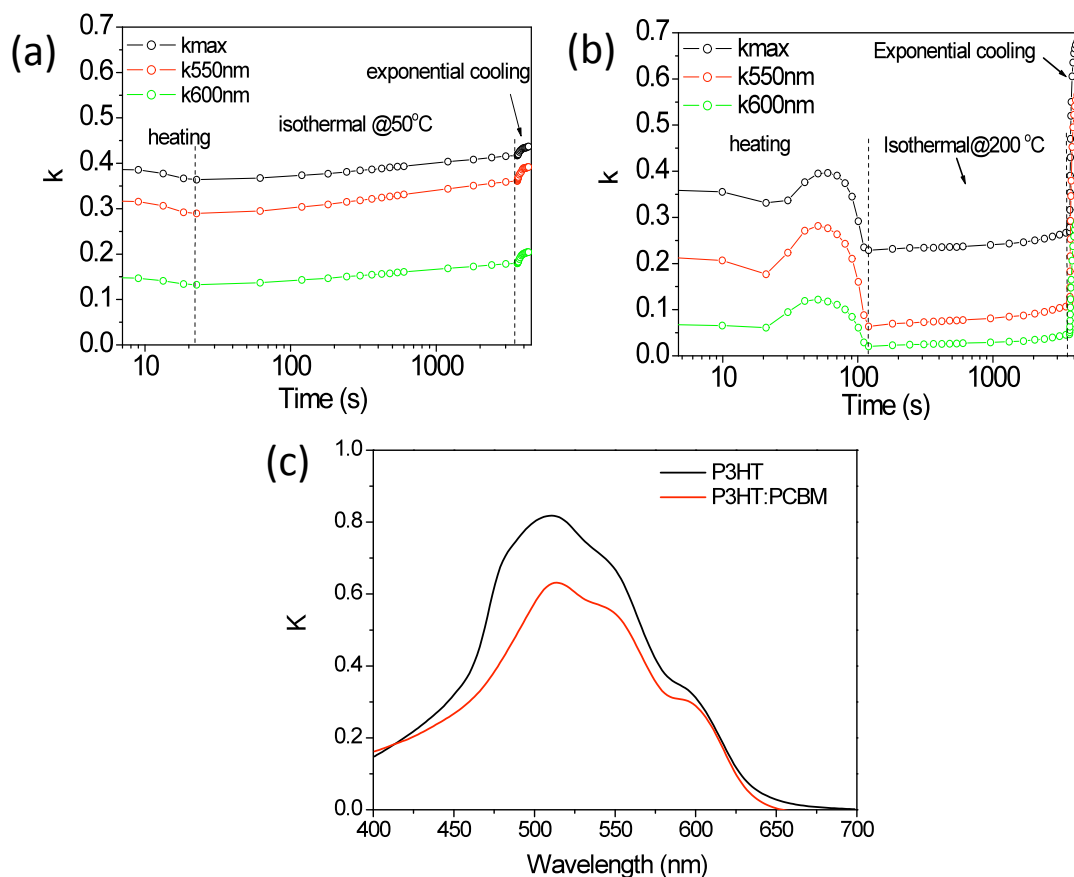 (a)
0.7
0.6
0.5
0.4
0.3
0.2
0.1
0.0
k
kmax
k550nm
k600nm
exponential cooling
heating
isothermal @50°C
10
100
1000
Time (s)
(b)
0.7
0.6
0.5
0.4
0.3
0.2
0.1
0.0
k
kmax
k550nm
k600nm
Exponential cooling
heating
Isothermal@200 °C
10
100
1000
Time (s)
(c)
1.0
0.8
0.6
0.4
0.2
0.0
K
P3HT
P3HT:PCBM
400
450
500
550
600
650
700
Wavelength (nm)